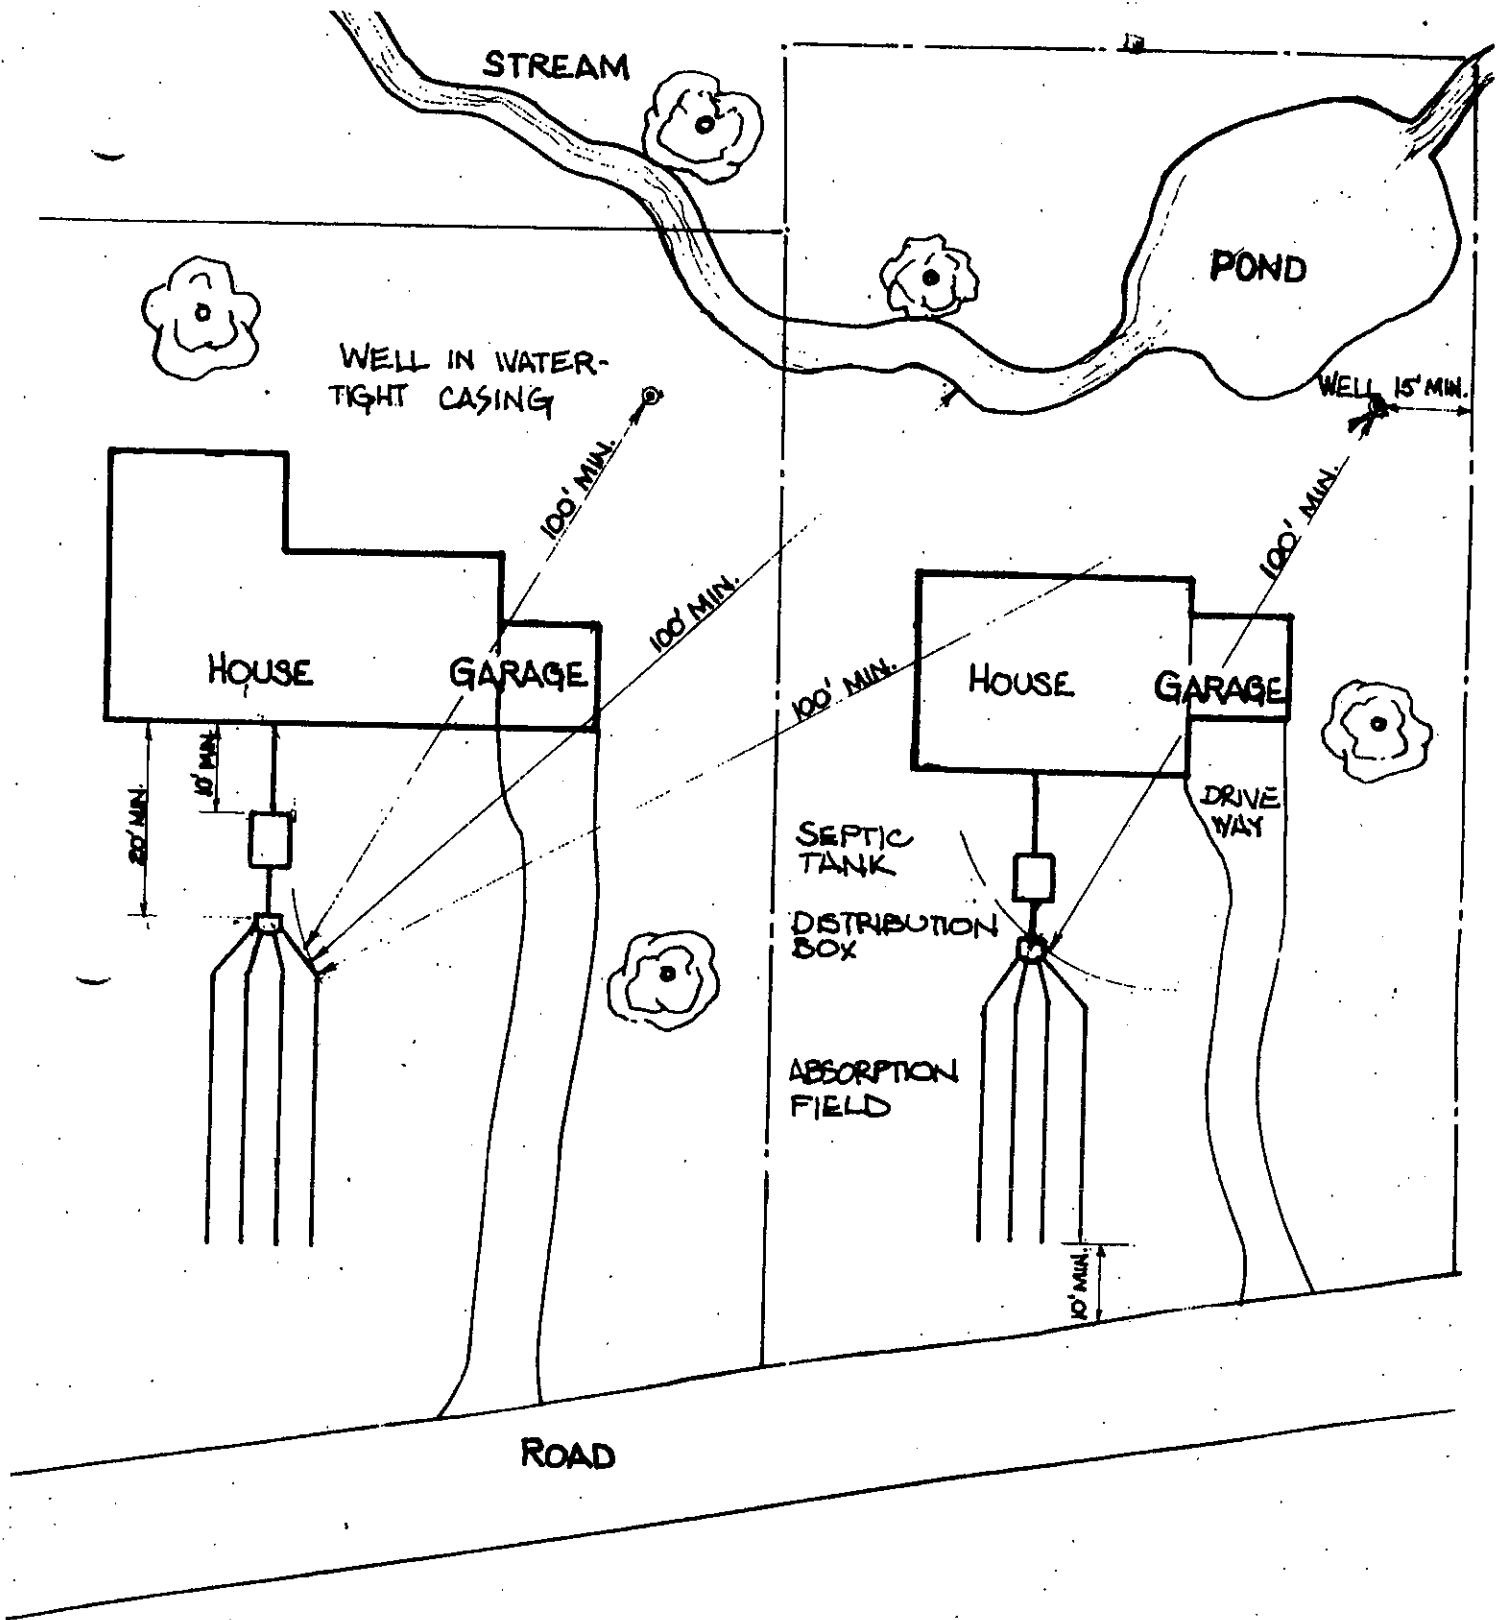 STREAM
POND
WELL IN WATER-
TIGHT CASING
WELL 15' MIN.
100' MIN.
100' MIN.
100' MIN.
100' MIN.
HOUSE
GARAGE
HOUSE
GARAGE
20' MIN.
10' MIN.
DRIVE
WAY
SEPTIC
TANK
DISTRIBUTION
BOX
ABSORPTION
FIELD
10' MIN.
ROAD